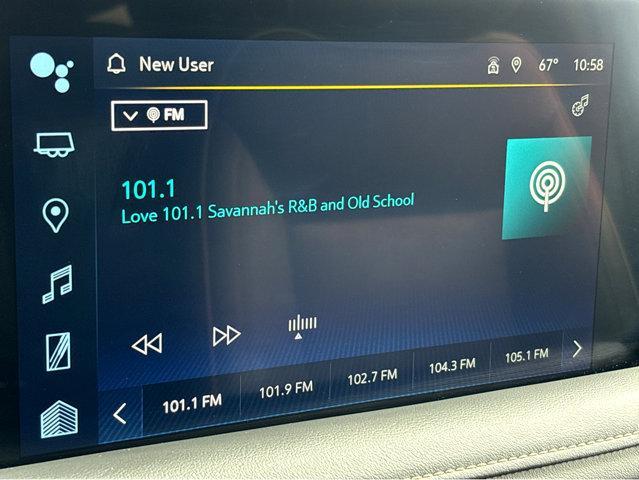 New User
67° 10:58
FM
101.1
Love 101.1 Savannah's R&B and Old School
101.1 FM 101.9 FM 102.7 FM 104.3 FM 105.1 FM